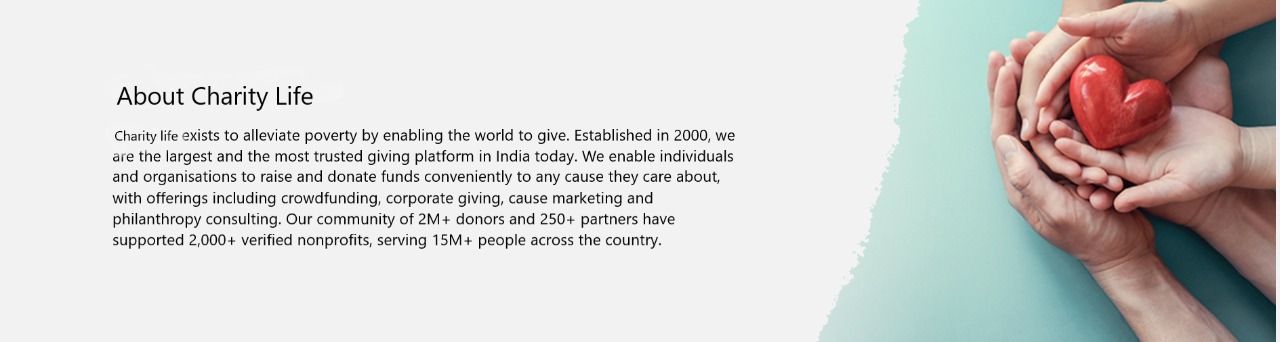 About Charity Life
Charity life exists to alleviate poverty by enabling the world to give. Established in 2000, we
are the largest and the most trusted giving platform in India today. We enable individuals
and organisations to raise and donate funds conveniently to any cause they care about,
with offerings including crowdfunding, corporate giving, cause marketing and
philanthropy consulting. Our community of 2M+ donors and 250+ partners have
supported 2,000+ verified nonprofits, serving 15M+ people across the country.